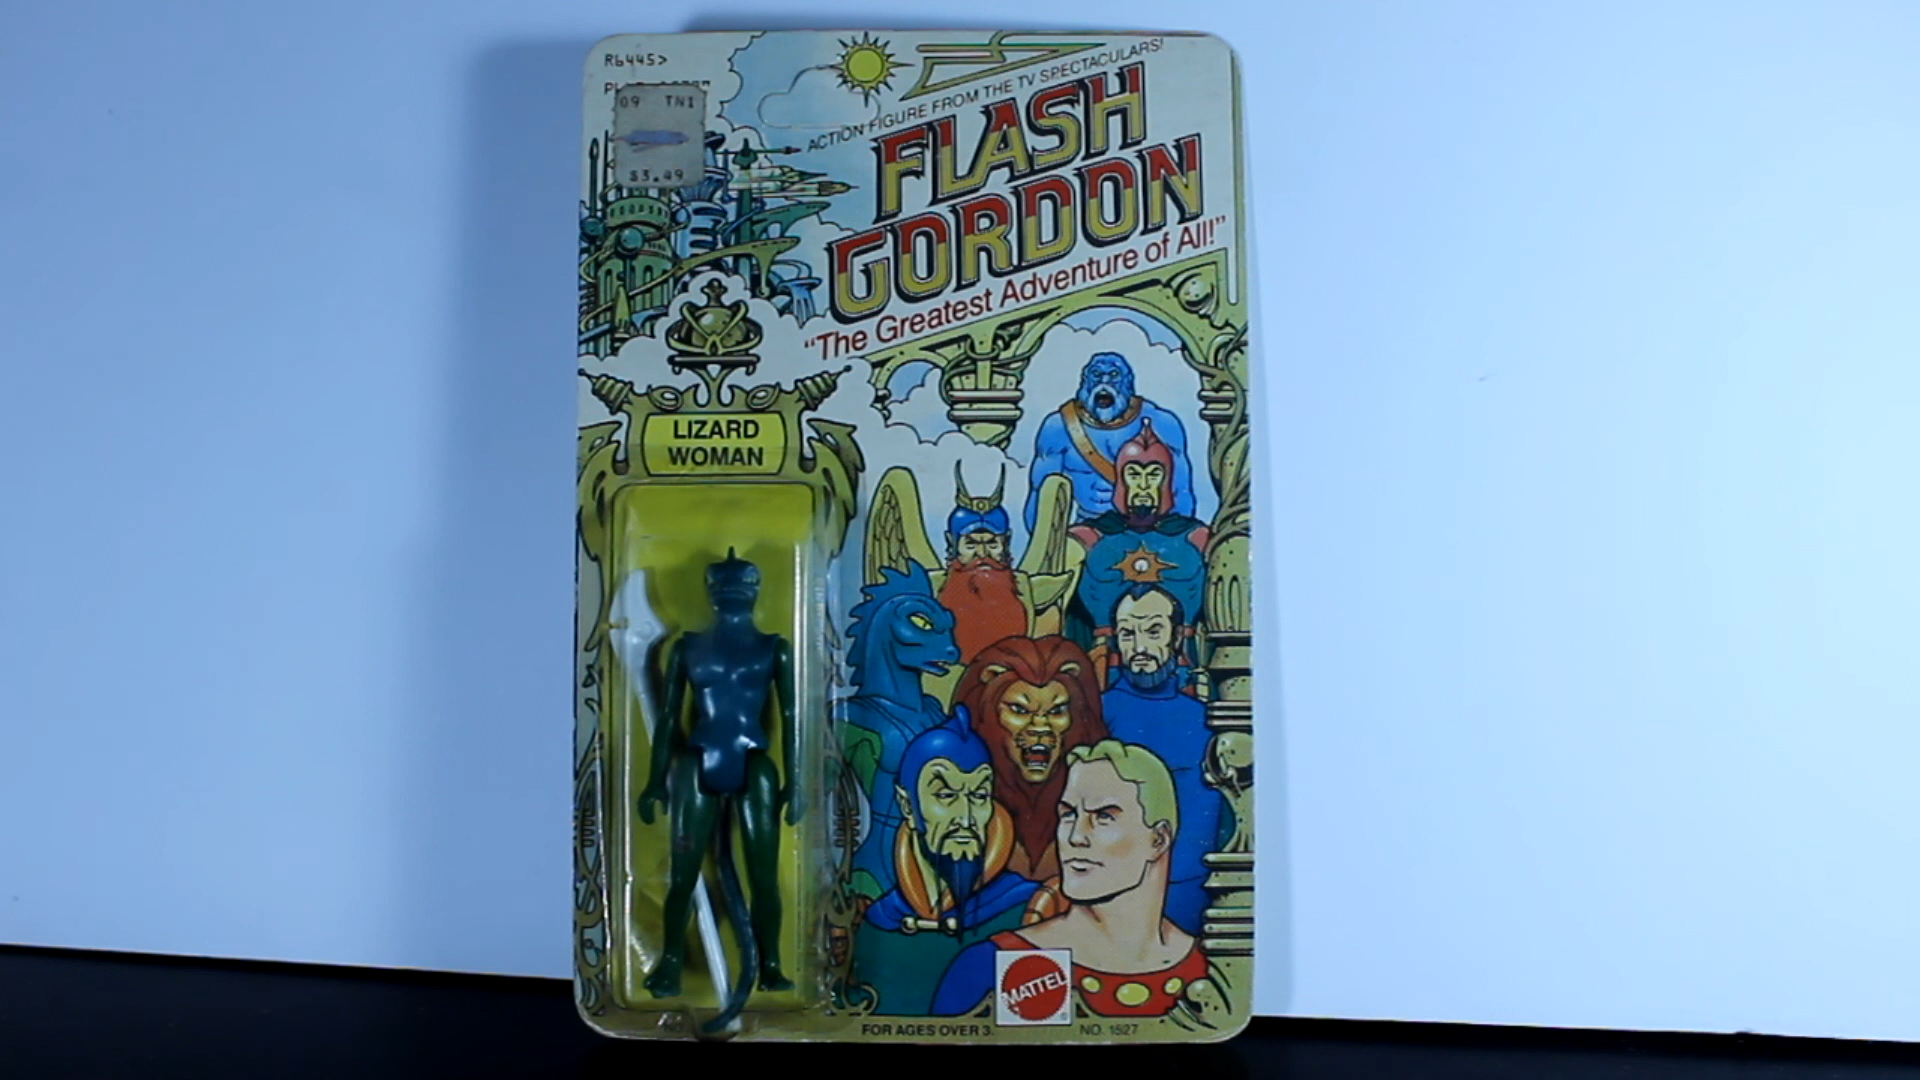 R6445>
09 TN1
$3.49
ACTION FIGURE FROM THE TV SPECTACULARS!
FLASH
GORDON
"The Greatest Adventure of All!"
LIZARD
WOMAN
MATTEL
FOR AGES OVER 3.
NO. 1527